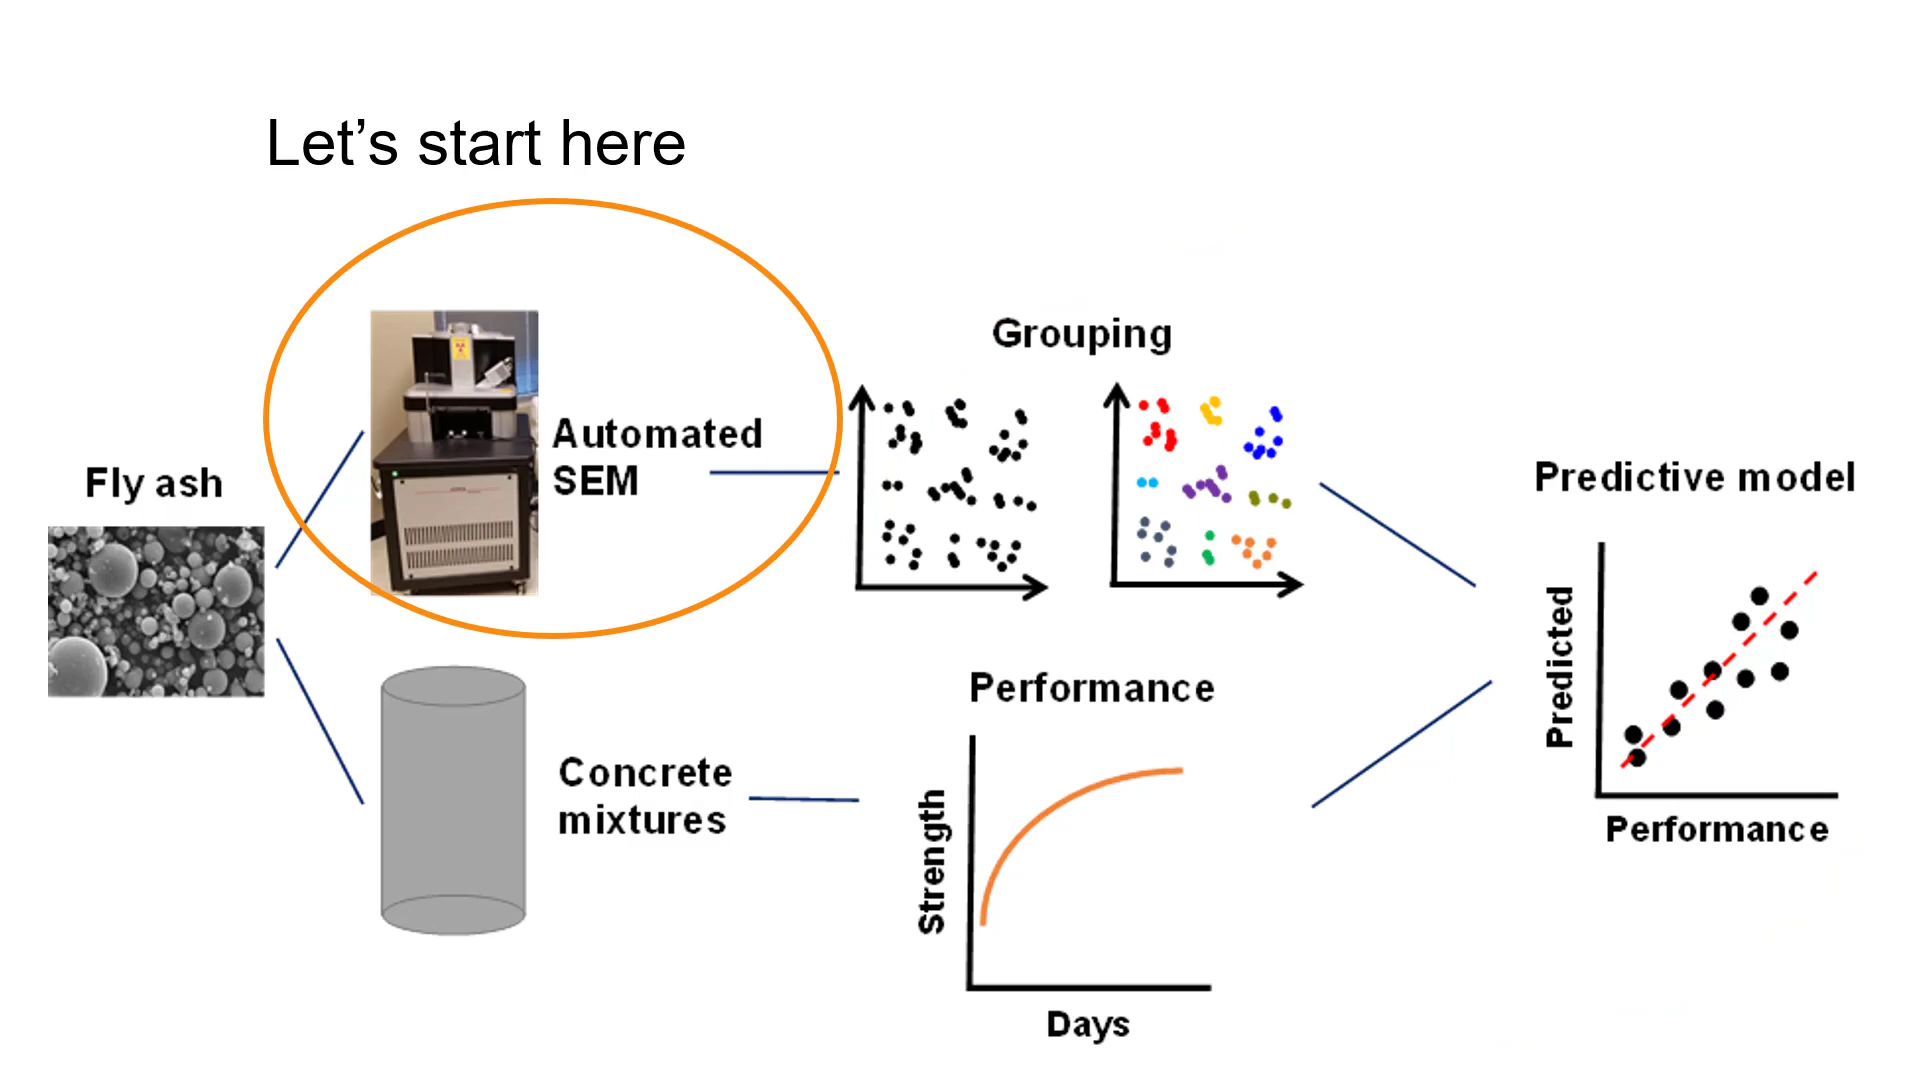 Let’s start here
Fly ash
Automated
SEM
Grouping
Concrete
mixtures
Performance
Strength
Days
Predictive model
Predicted
Performance